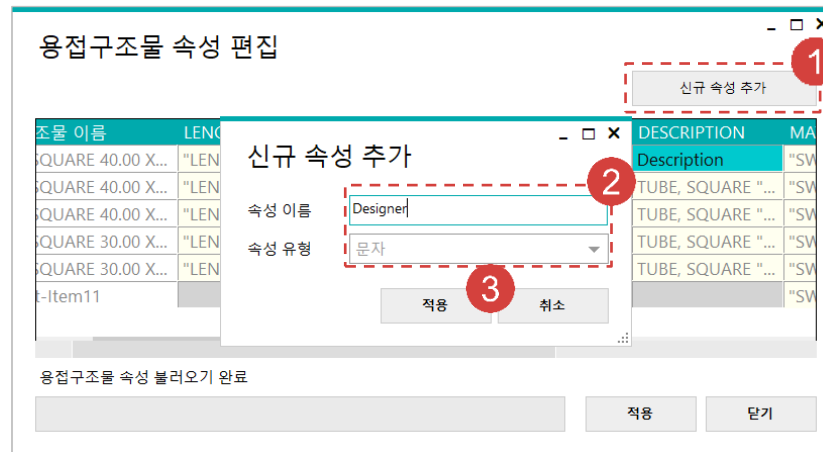 용접구조물 속성 편집
1
신규 속성 추가
조물 이름 LENG DESCRIPTION MA
SQUARE 40.00 X... "LEN Description "SW
SQUARE 40.00 X... "LEN TUBE, SQUARE "... "SW
SQUARE 40.00 X... "LEN TUBE, SQUARE "... "SW
SQUARE 30.00 X... "LEN TUBE, SQUARE "... "SW
SQUARE 30.00 X... "LEN TUBE, SQUARE "... "SW
t-Item11 "SW
신규 속성 추가
2
속성 이름 Designer
속성 유형 문자
3
적용 취소
용접구조물 속성 불러오기 완료
적용 닫기